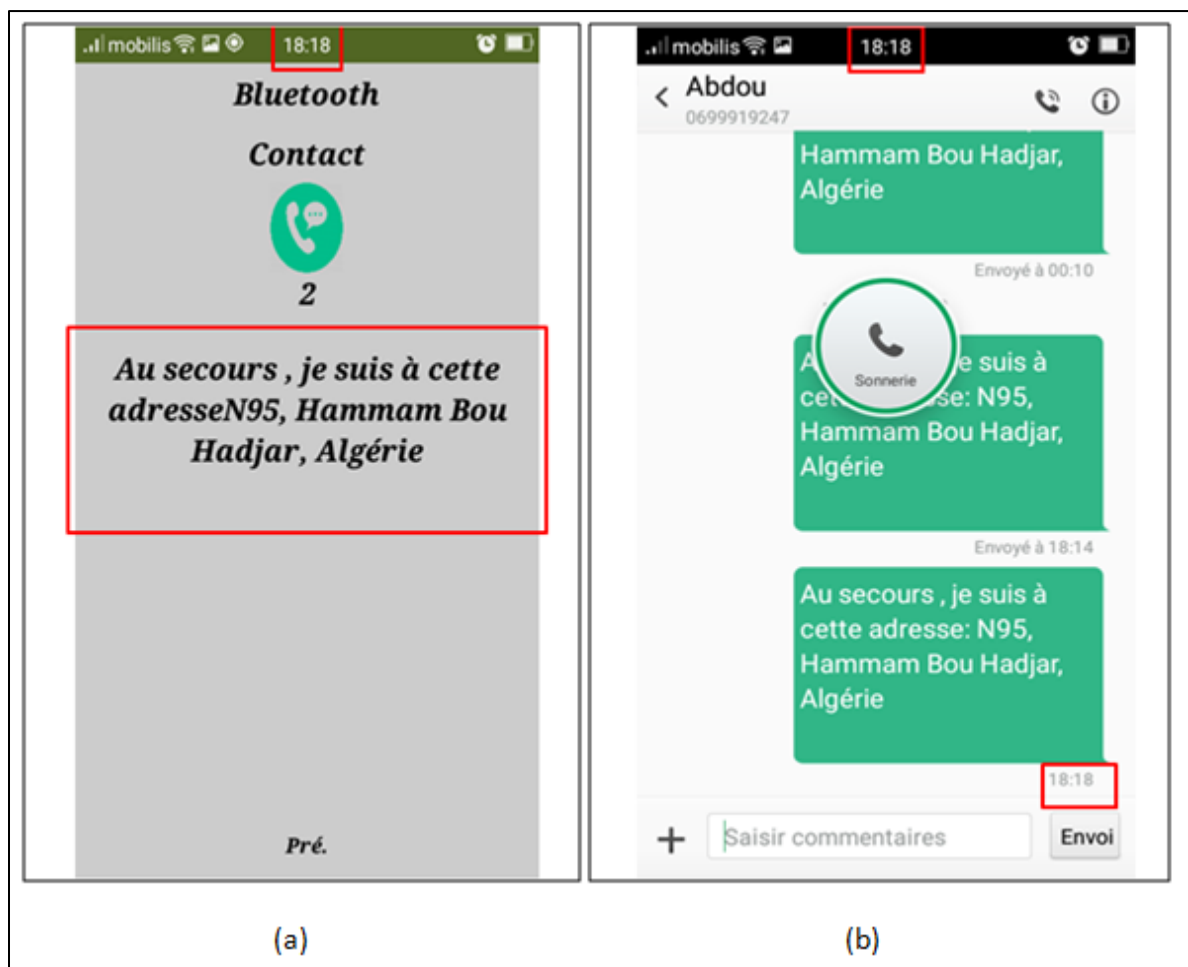 mobilis 18:18
Bluetooth
Contact
2
Au secours , je suis à cette
adresseN95, Hammam Bou
Hadjar, Algérie
Pré.
(a)
mobilis 18:18
Abdou
0699919247
Hammam Bou Hadjar,
Algérie
Envoyé à 00:10
Sonnerie
A e suis à
cet se: N95,
Hammam Bou Hadjar,
Algérie
Envoyé à 18:14
Au secours , je suis à
cette adresse: N95,
Hammam Bou Hadjar,
Algérie
18:18
Saisir commentaires
Envoi
(b)